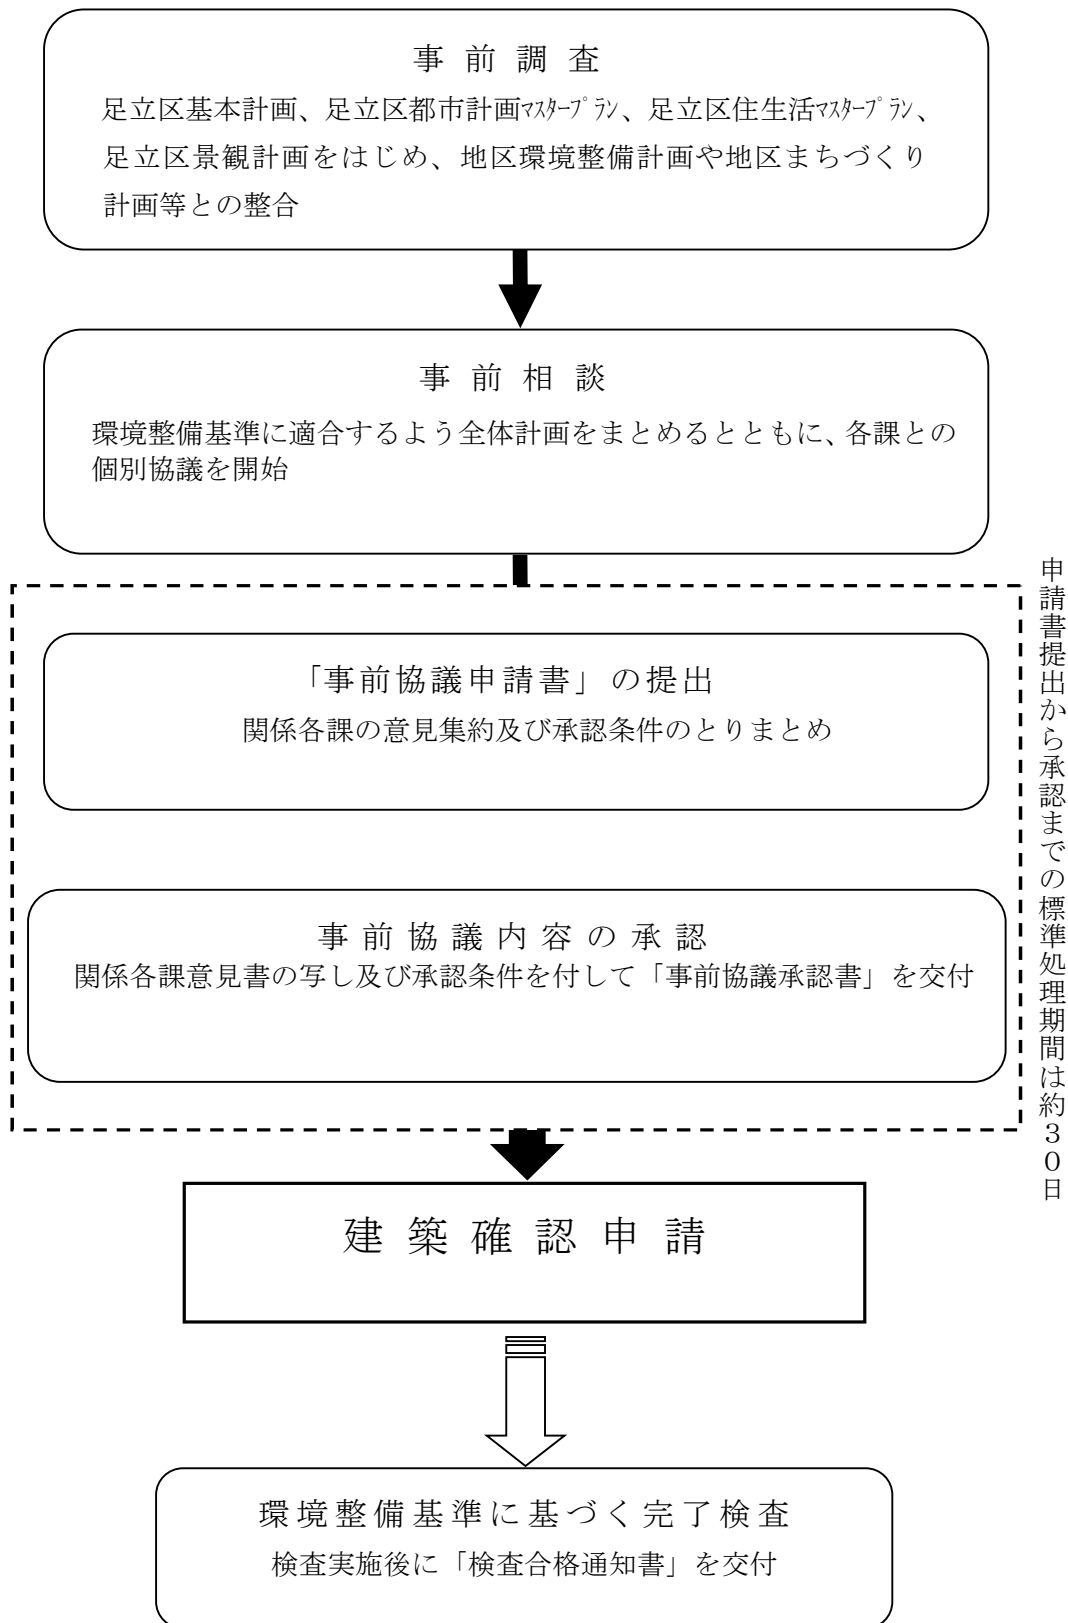 事前調査
足立区基本計画、足立区都市計画ﾏｽﾀｰﾌﾟﾗﾝ、足立区住生活ﾏｽﾀｰﾌﾟﾗﾝ、
足立区景観計画をはじめ、地区環境整備計画や地区まちづくり
計画等との整合
事前相談
環境整備基準に適合するよう全体計画をまとめるとともに、各課との
個別協議を開始
「事前協議申請書」の提出
関係各課の意見集約及び承認条件のとりまとめ
事前協議内容の承認
関係各課意見書の写し及び承認条件を付して「事前協議承認書」を交付
申請書提出から承認までの標準処理期間は約３０日
建築確認申請
環境整備基準に基づく完了検査
検査実施後に「検査合格通知書」を交付